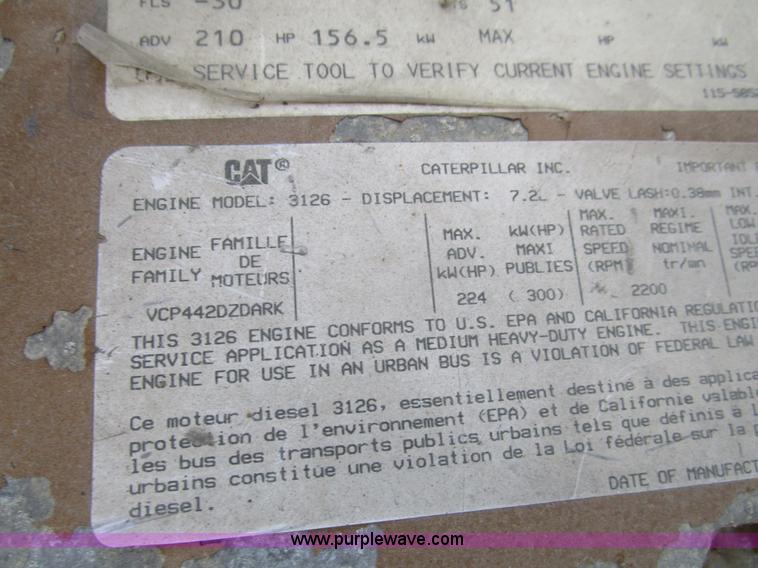 FLS -30 51
ADV 210 HP 156.5 kW MAX HP kW
SERVICE TOOL TO VERIFY CURRENT ENGINE SETTINGS
CAT® CATERPILLAR INC. IMPORTANT
ENGINE MODEL: 3126 - DISPLACEMENT: 7.2L - VALVE LASH:0.38mm INT.
ENGINE FAMILY
FAMILLE DE MOTEURS
MAX. ADV. kW(HP)
kW(HP) MAXI PUBLIES
MAX. RATED SPEED (RPM)
MAXI. REGIME NOMINAL tr/mn
MAX. LOW
VCP442DZDARK 224 (300) 2200
THIS 3126 ENGINE CONFORMS TO U.S. EPA AND CALIFORNIA
SERVICE APPLICATION AS A MEDIUM HEAVY-DUTY ENGINE. THIS
ENGINE FOR USE IN AN URBAN BUS IS A VIOLATION OF FEDERAL LAW
Ce moteur diesel 3126, essentiellement destiné à des
protection de l'environnement (EPA) et de Californie
les bus des transports publics urbains tels que définis à
urbains constitue une violation de la Loi fédérale sur la
diesel.
DATE OF
www.purplewave.com